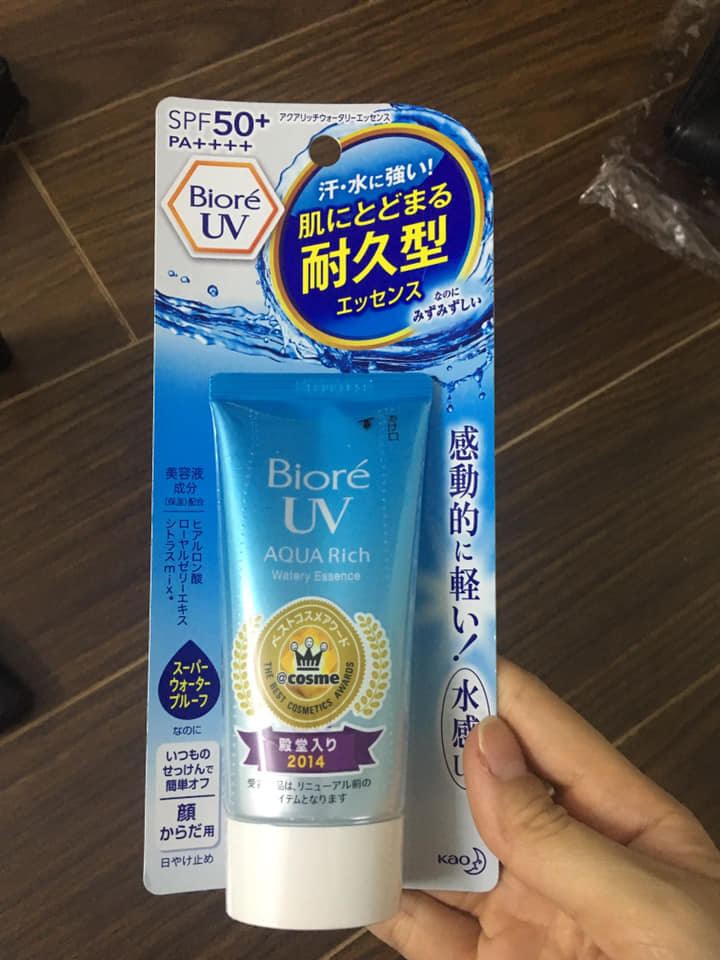 SPF50+
PA++++
アクアリッチウォータリーエッセンス
Bioré
UV
汗・水に強い!
肌にとどまる
耐久型
エッセンス
なのに
みずみずしい
あけ口
Bioré
UV
AQUA Rich
Watery Essence
ベストコスメアワード
@cosme
THE BEST COSMETICS AWARDS
殿堂入り
2014
は、リニューアル前の
イテムとなります
感動的に軽い!
水感
美容液
成分
(保湿)配合
ヒアルロン酸
ローヤルゼリーエキス
シトラスmix*
スーパー
ウォーター
プルーフ
なのに
いつもの
せっけんで
簡単オフ
顔
からだ用
日やけ止め
Kao